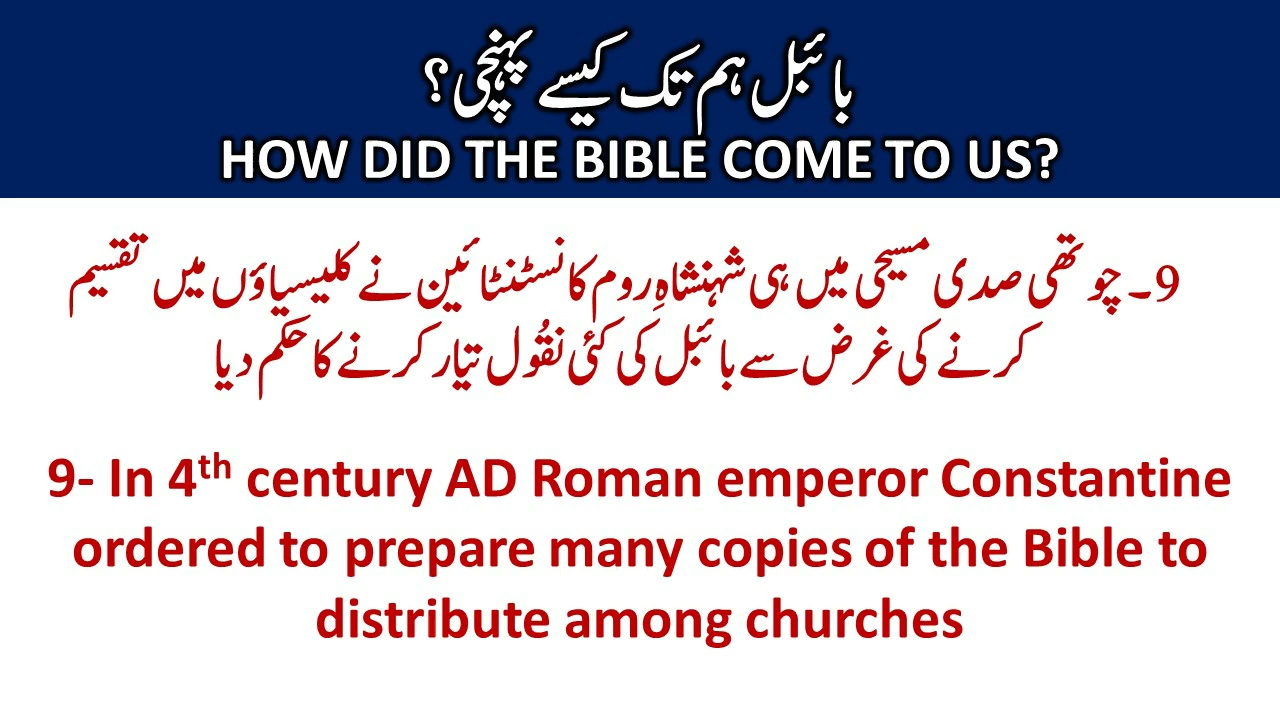 بائبل ہم تک کیسے پہنچی؟
HOW DID THE BIBLE COME TO US?
9۔ چوتھی صدی مسیحی میں ہی شہنشاہِ روم کانسٹنٹائین نے کلیسیاؤں میں تقسیم
کرنے کی غرض سے بائبل کی کئی نقُول تیار کرنے کا حکم دیا
9- In 4th century AD Roman emperor Constantine
ordered to prepare many copies of the Bible to
distribute among churches